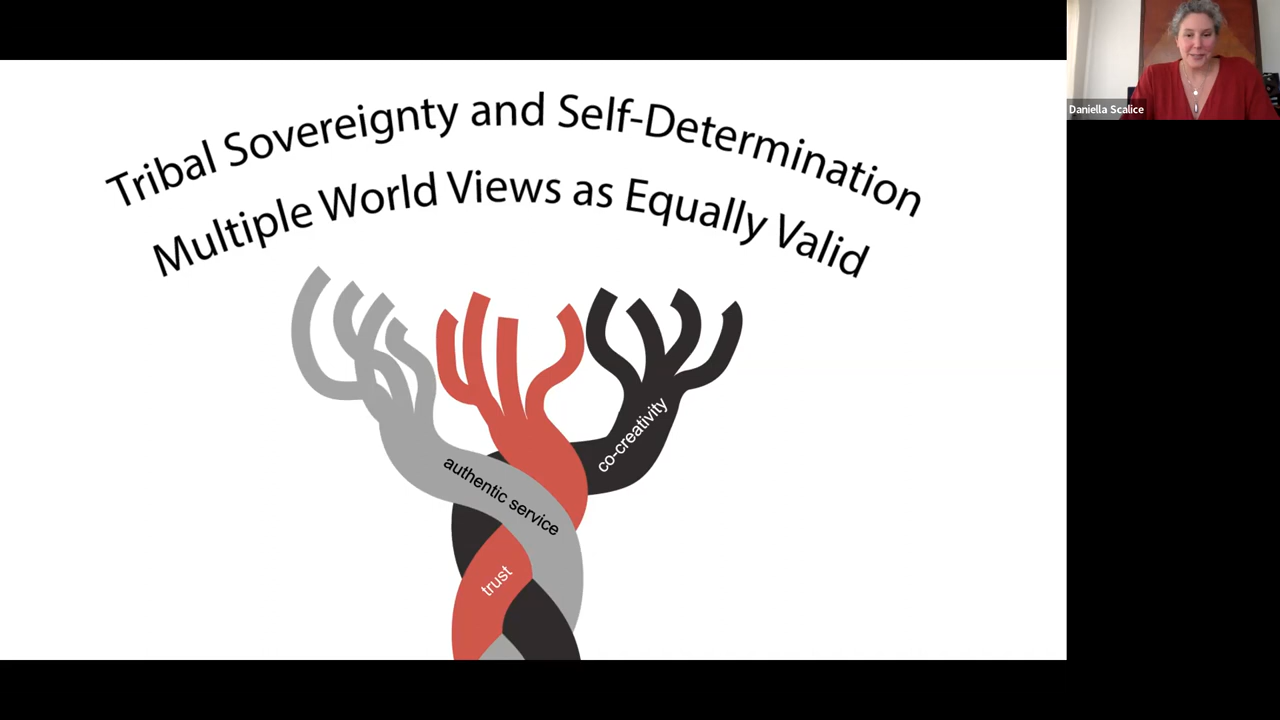 Tribal Sovereignty and Self-Determination
Multiple World Views as Equally Valid
co-creativity
authentic service
trust
Daniella Scalice